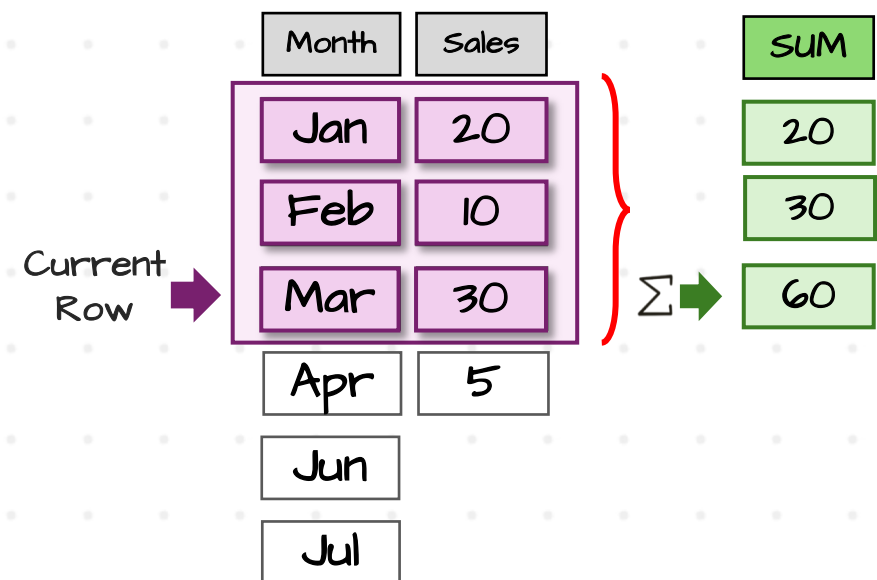 Month Sales SUM
Jan 20 20
Feb 10 30
Current
Row
Mar 30 Σ 60
Apr 5
Jun
Jul